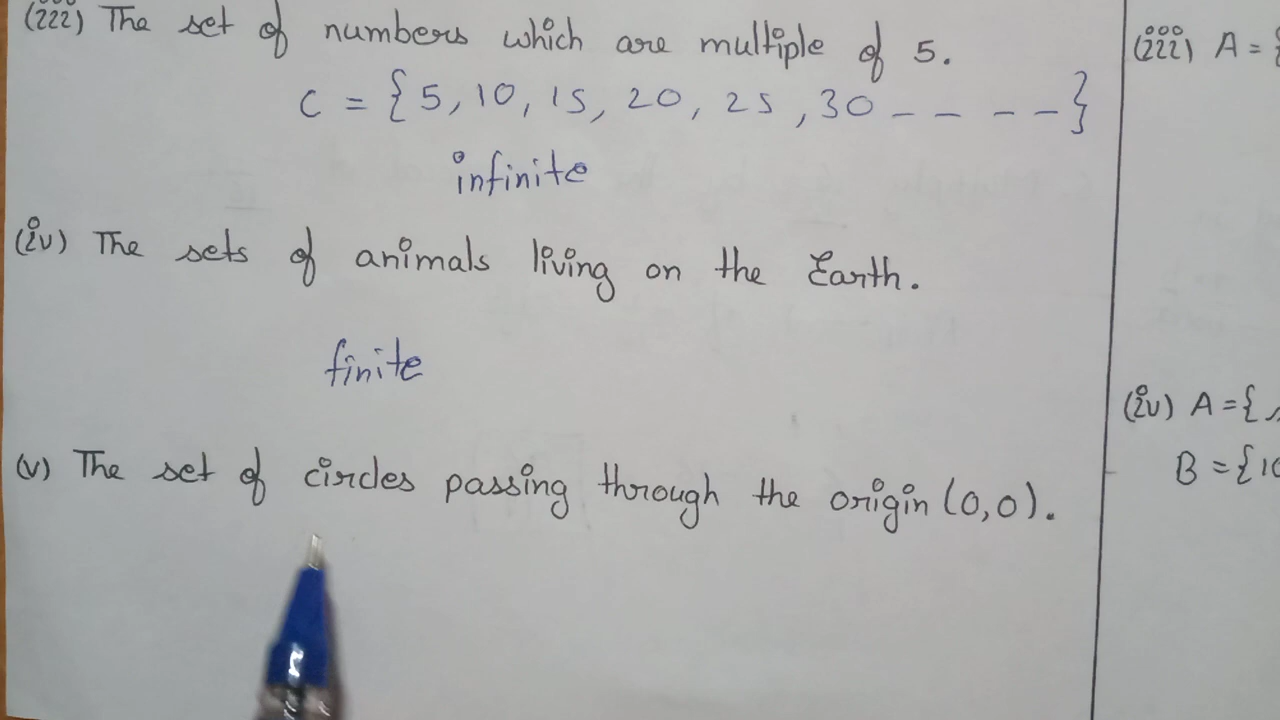 (iii) The set of numbers which are multiple of 5.
C = {5, 10, 15, 20, 25, 30 - - - -}
infinite
(iv) The sets of animals living on the Earth.
finite
(v) The set of circles passing through the origin (0,0).
(iii) A = {
(iv) A = {
B = {10
n